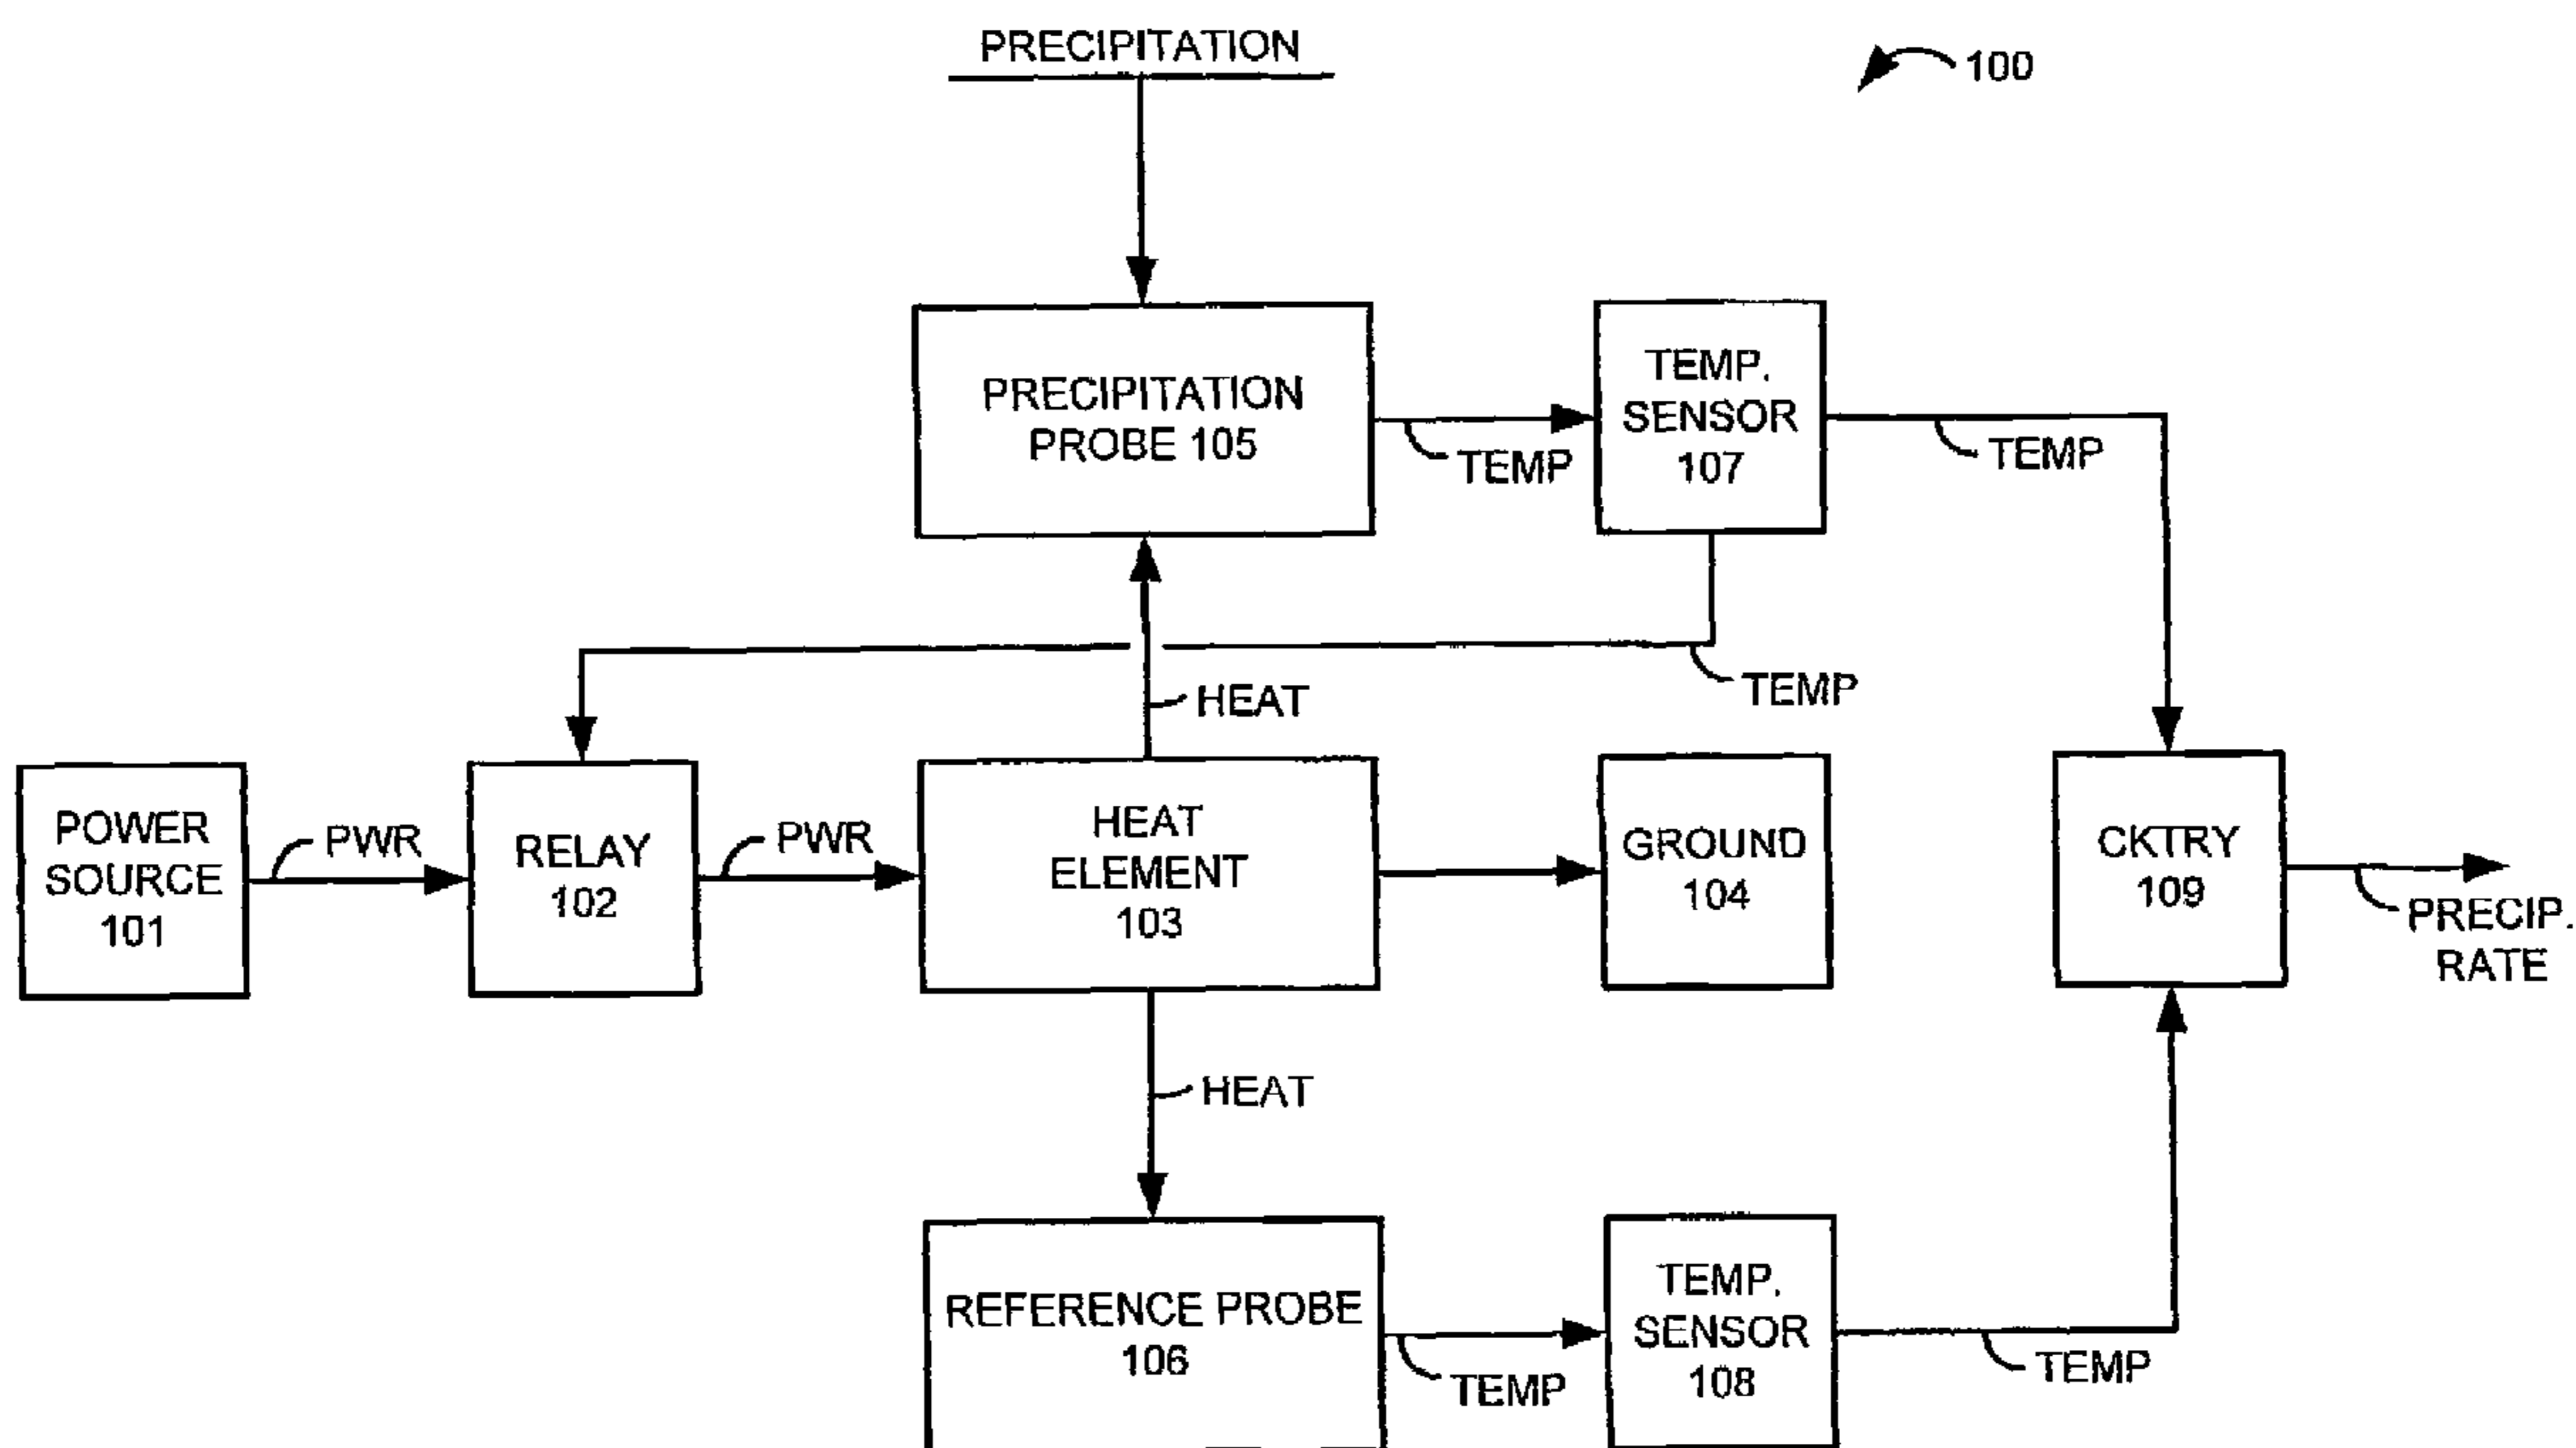 PRECIPITATION
100
PRECIPITATION
PROBE 105
TEMP
TEMP.
SENSOR
107
TEMP
TEMP
HEAT
POWER
SOURCE
101
PWR
RELAY
102
PWR
HEAT
ELEMENT
103
GROUND
104
CKTRY
109
PRECIP.
RATE
HEAT
REFERENCE PROBE
106
TEMP
TEMP.
SENSOR
108
TEMP